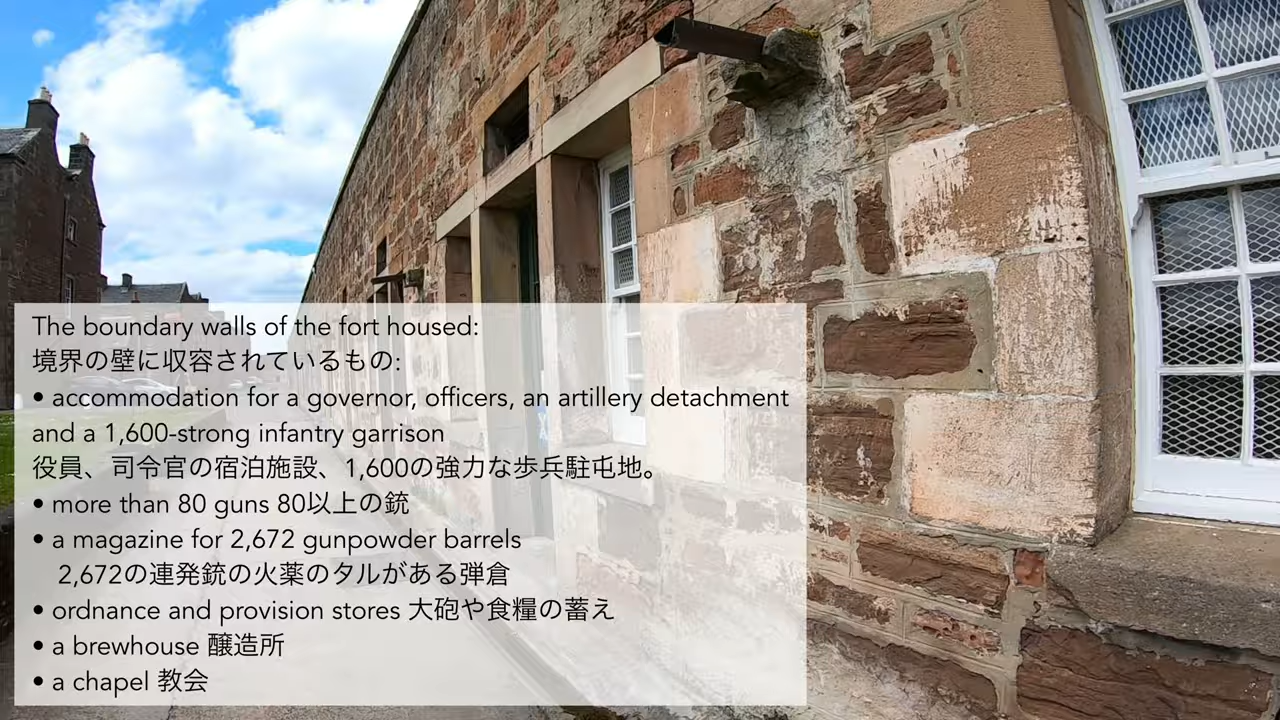 The boundary walls of the fort housed:
境界の壁に収容されているもの:
• accommodation for a governor, officers, an artillery detachment
and a 1,600-strong infantry garrison
役員、司令官の宿泊施設、1,600の強力な歩兵駐屯地。
• more than 80 guns 80以上の銃
• a magazine for 2,672 gunpowder barrels
2,672の連発銃の火薬のタルがある弾倉
• ordnance and provision stores 大砲や食糧の蓄え
• a brewhouse 醸造所
• a chapel 教会